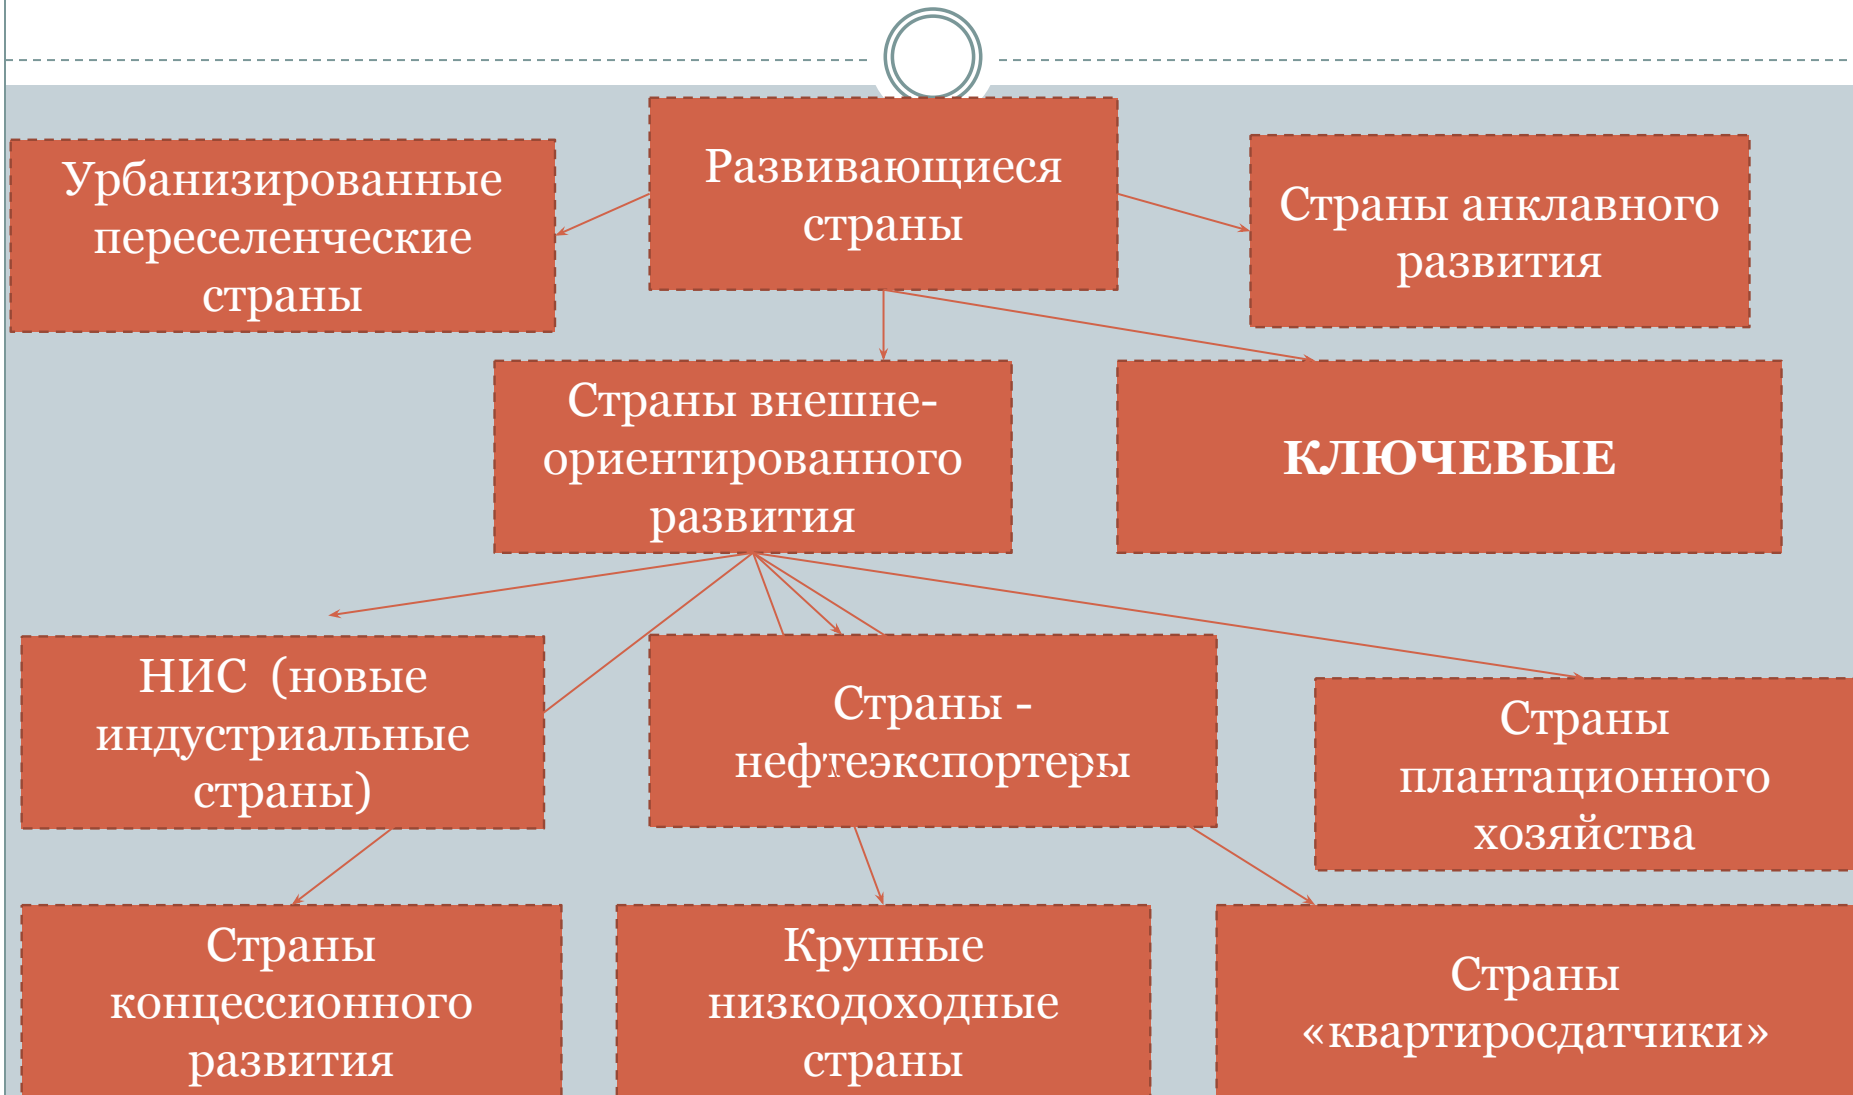 Развивающиеся
страны
Урбанизированные
переселенческие
страны
Страны анклавного
развития
Страны внешне-
ориентированного
развития
КЛЮЧЕВЫЕ
НИС (новые
индустриальные
страны)
Страны -
нефтеэкспортеры
Страны
плантационного
хозяйства
Страны
концессионного
развития
Крупные
низкодоходные
страны
Страны
«квартиросдатчики»